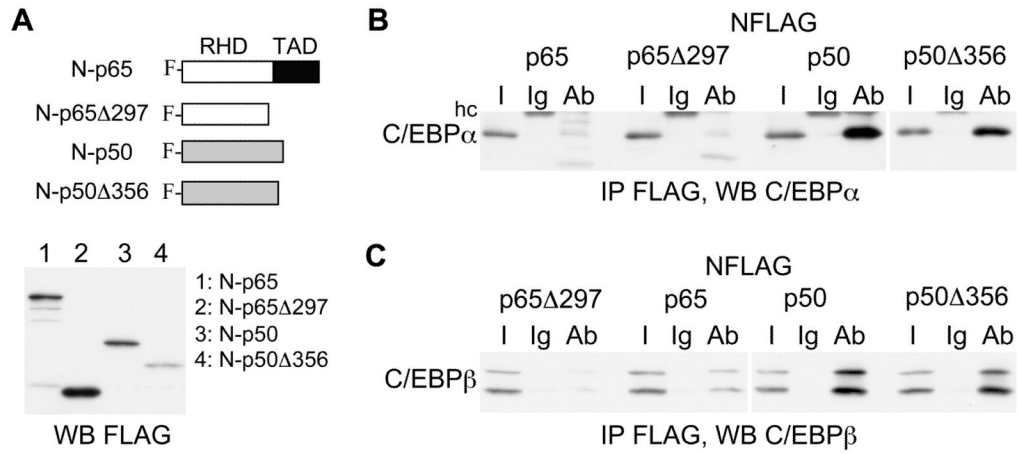 A
RHD TAD
N-p65 F-
N-p65Δ297 F-
N-p50 F-
N-p50Δ356 F-
1 2 3 4
1: N-p65
2: N-p65Δ297
3: N-p50
4: N-p50Δ356
WB FLAG
B
NFLAG
p65 p65Δ297 p50 p50Δ356
I Ig Ab I Ig Ab I Ig Ab I Ig Ab
hc
C/EBPα
IP FLAG, WB C/EBPα
C
NFLAG
p65Δ297 p65 p50 p50Δ356
I Ig Ab I Ig Ab I Ig Ab I Ig Ab
C/EBPβ
IP FLAG, WB C/EBPβ